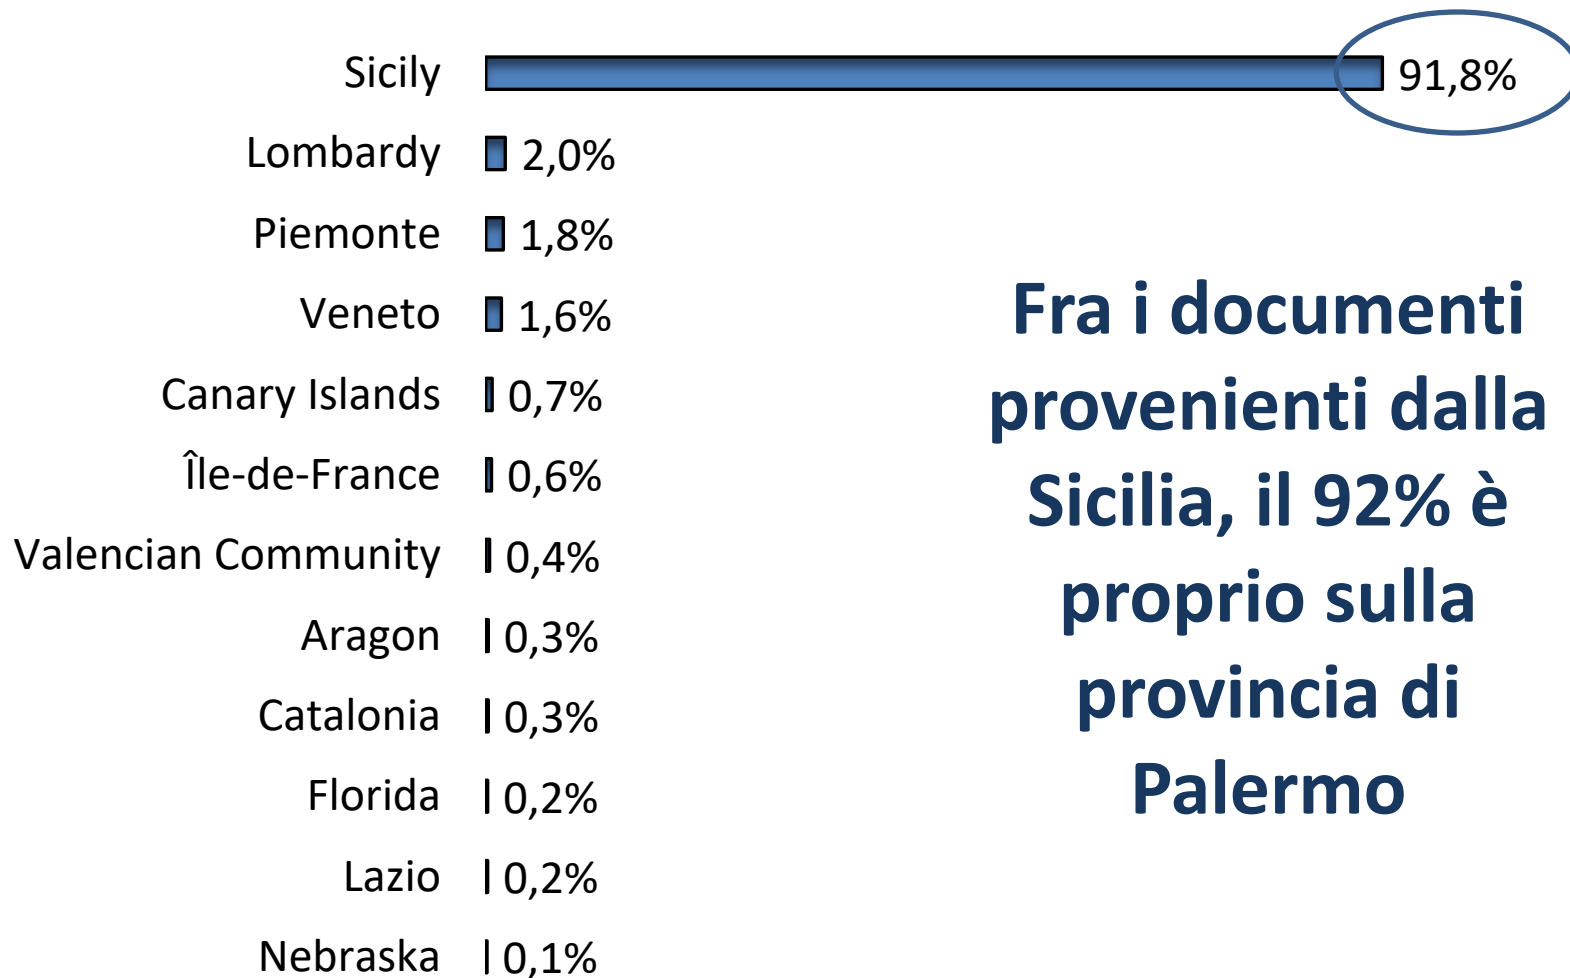 Sicily 91,8%
Lombardy 2,0%
Piemonte 1,8%
Veneto 1,6%
Canary Islands 0,7%
Île-de-France 0,6%
Valencian Community 0,4%
Aragon 0,3%
Catalonia 0,3%
Florida 0,2%
Lazio 0,2%
Nebraska 0,1%
Fra i documenti
provenienti dalla
Sicilia, il 92% è
proprio sulla
provincia di
Palermo